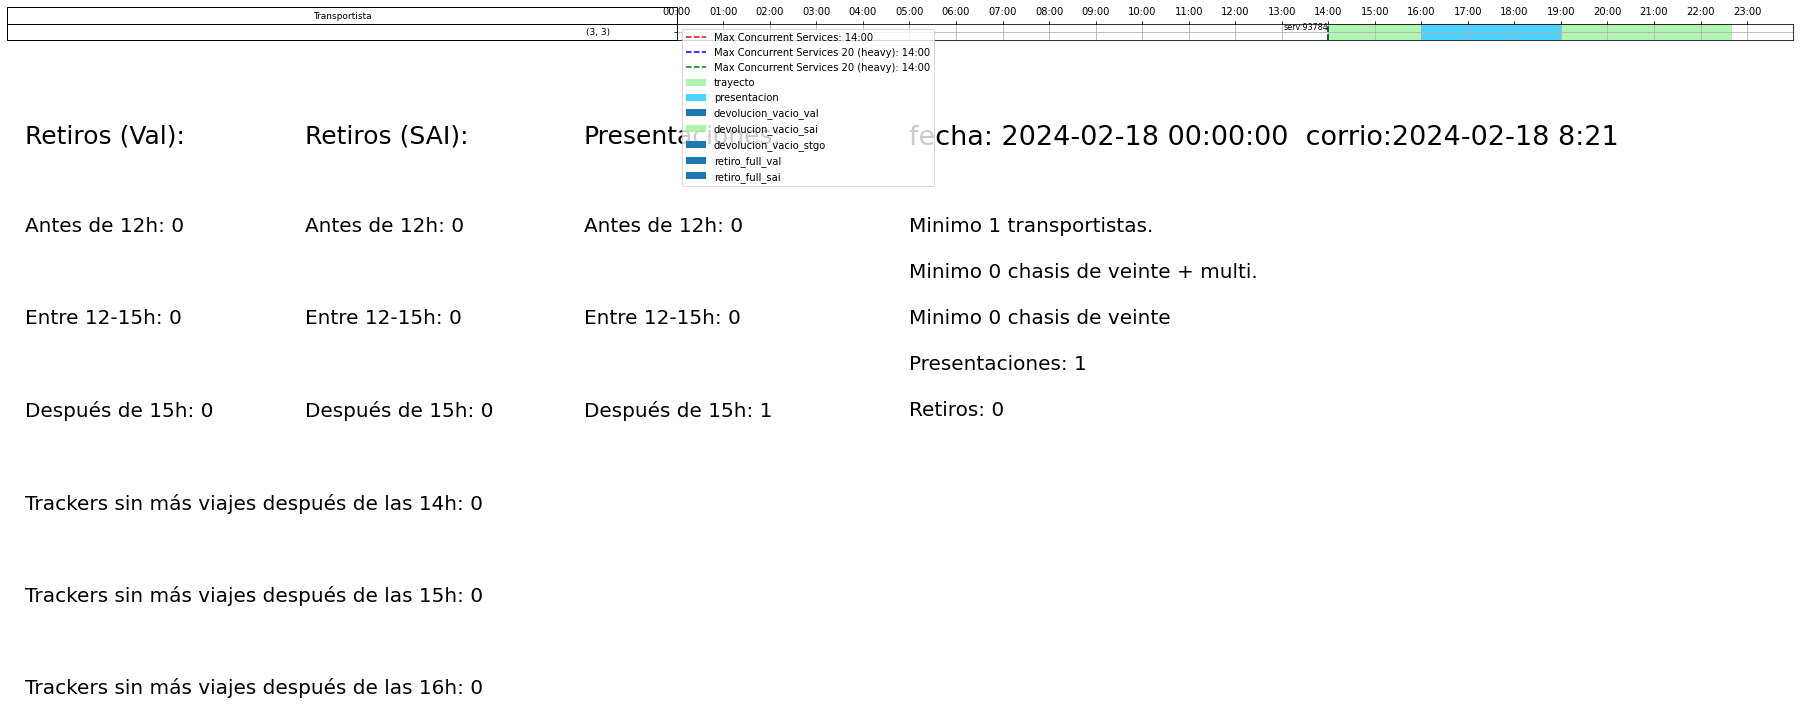 Transportista
00:00 01:00 02:00 03:00 04:00 05:00 06:00 07:00 08:00 09:00 10:00 11:00 12:00 13:00 14:00 15:00 16:00 17:00 18:00 19:00 20:00 21:00 22:00 23:00
(3, 3)
serv:93784
Max Concurrent Services: 14:00
Max Concurrent Services 20 (heavy): 14:00
Max Concurrent Services 20 (heavy): 14:00
trayecto
presentacion
devolucion_vacio_val
devolucion_vacio_sai
devolucion_vacio_stgo
retiro_full_val
retiro_full_sai
Retiros (Val): Retiros (SAI): Presentaciones: fecha: 2024-02-18 00:00:00  corrio:2024-02-18 8:21
Antes de 12h: 0 Antes de 12h: 0 Antes de 12h: 0 Minimo 1 transportistas.
Minimo 0 chasis de veinte + multi.
Entre 12-15h: 0 Entre 12-15h: 0 Entre 12-15h: 0 Minimo 0 chasis de veinte
Presentaciones: 1
Después de 15h: 0 Después de 15h: 0 Después de 15h: 1 Retiros: 0
Trackers sin más viajes después de las 14h: 0
Trackers sin más viajes después de las 15h: 0
Trackers sin más viajes después de las 16h: 0